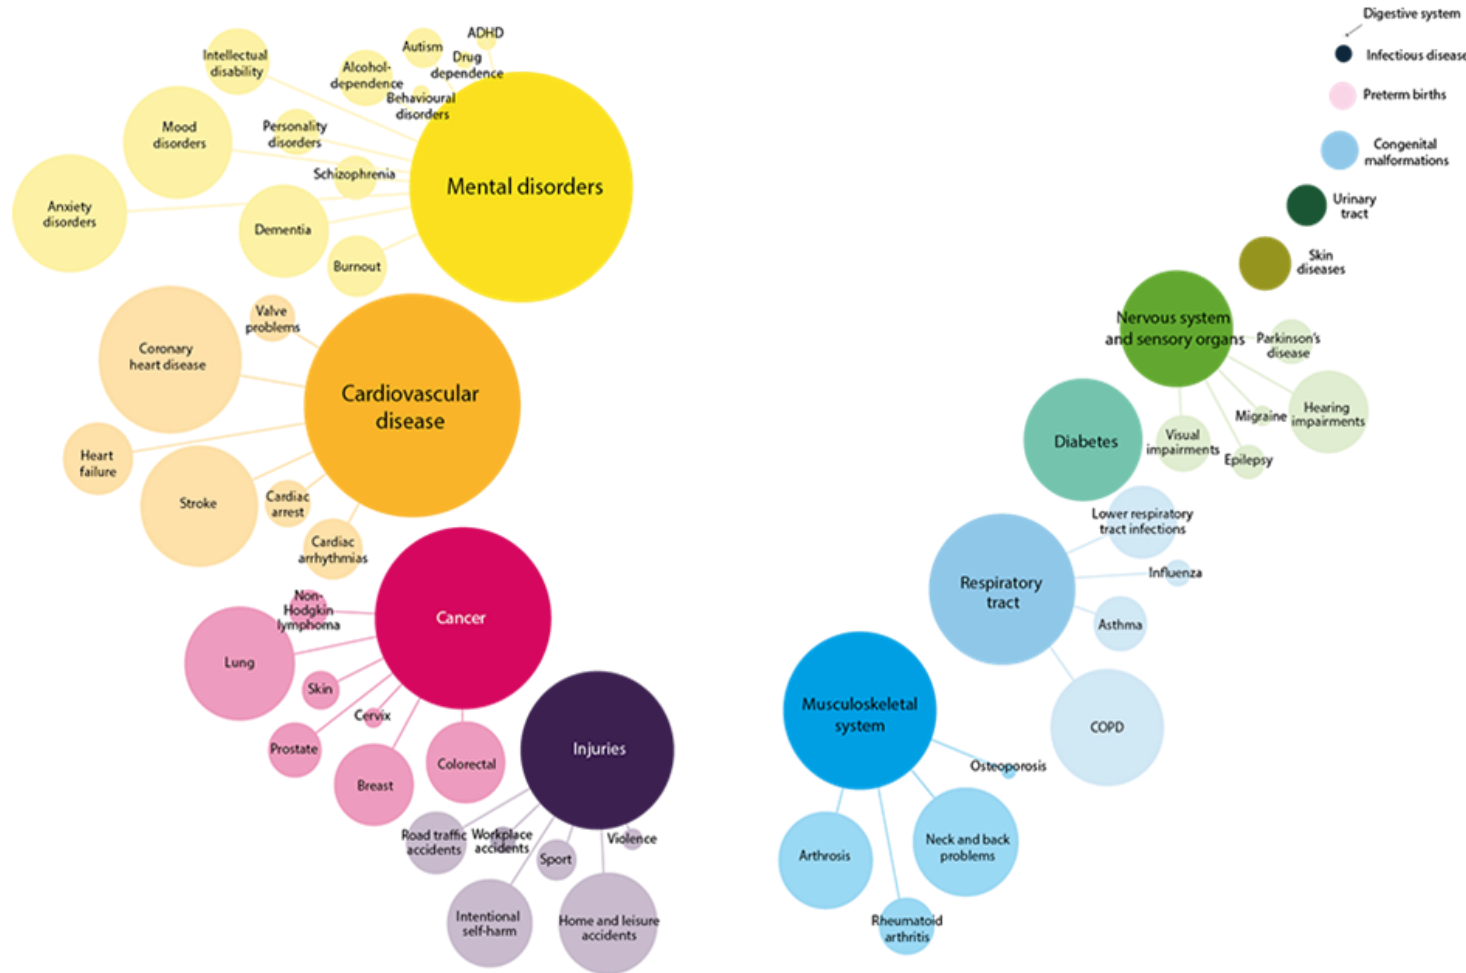 Intellectual
disability
Alcohol-
dependence
Autism
ADHD
Drug
dependence
Behavioural
disorders
Mood
disorders
Personality
disorders
Schizophrenia
Anxiety
disorders
Dementia
Burnout
Mental disorders
Valve
problems
Coronary
heart disease
Heart
failure
Stroke
Cardiac
arrest
Cardiac
arrhythmias
Cardiovascular
disease
Non-
Hodgkin
lymphoma
Lung
Skin
Cervix
Prostate
Breast
Colorectal
Cancer
Injuries
Road traffic
accidents
Workplace
accidents
Sport
Violence
Intentional
self-harm
Home and leisure
accidents
Digestive system
Infectious disease
Preterm births
Congenital
malformations
Urinary
tract
Skin
diseases
Nervous system
and sensory organs
Parkinson's
disease
Hearing
impairments
Migraine
Epilepsy
Visual
impairments
Diabetes
Lower respiratory
tract infections
Influenza
Asthma
COPD
Respiratory
tract
Musculoskeletal
system
Osteoporosis
Neck and back
problems
Arthrosis
Rheumatoid
arthritis